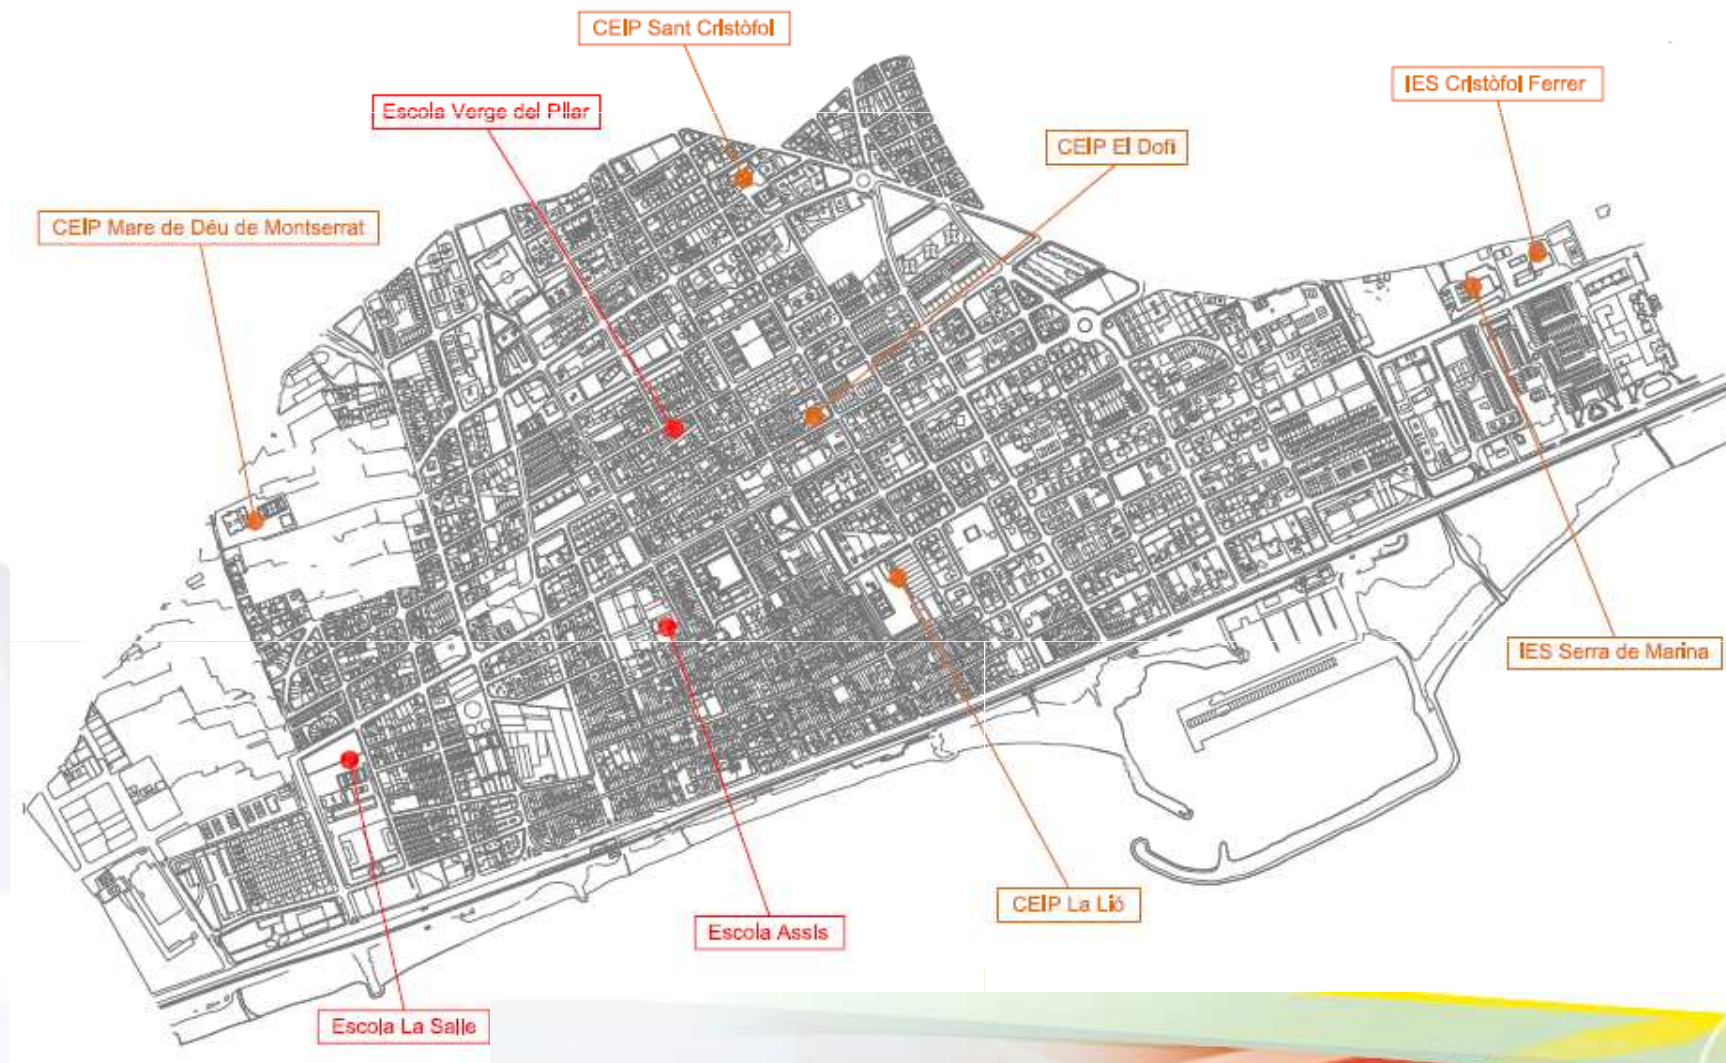 CEIP Sant Cristòfol
IES Cristòfol Ferrer
Escola Verge del Pilar
CEIP El Dofí
CEIP Mare de Déu de Montserrat
IES Serra de Marina
CEIP La Lió
Escola Assis
Escola La Salle